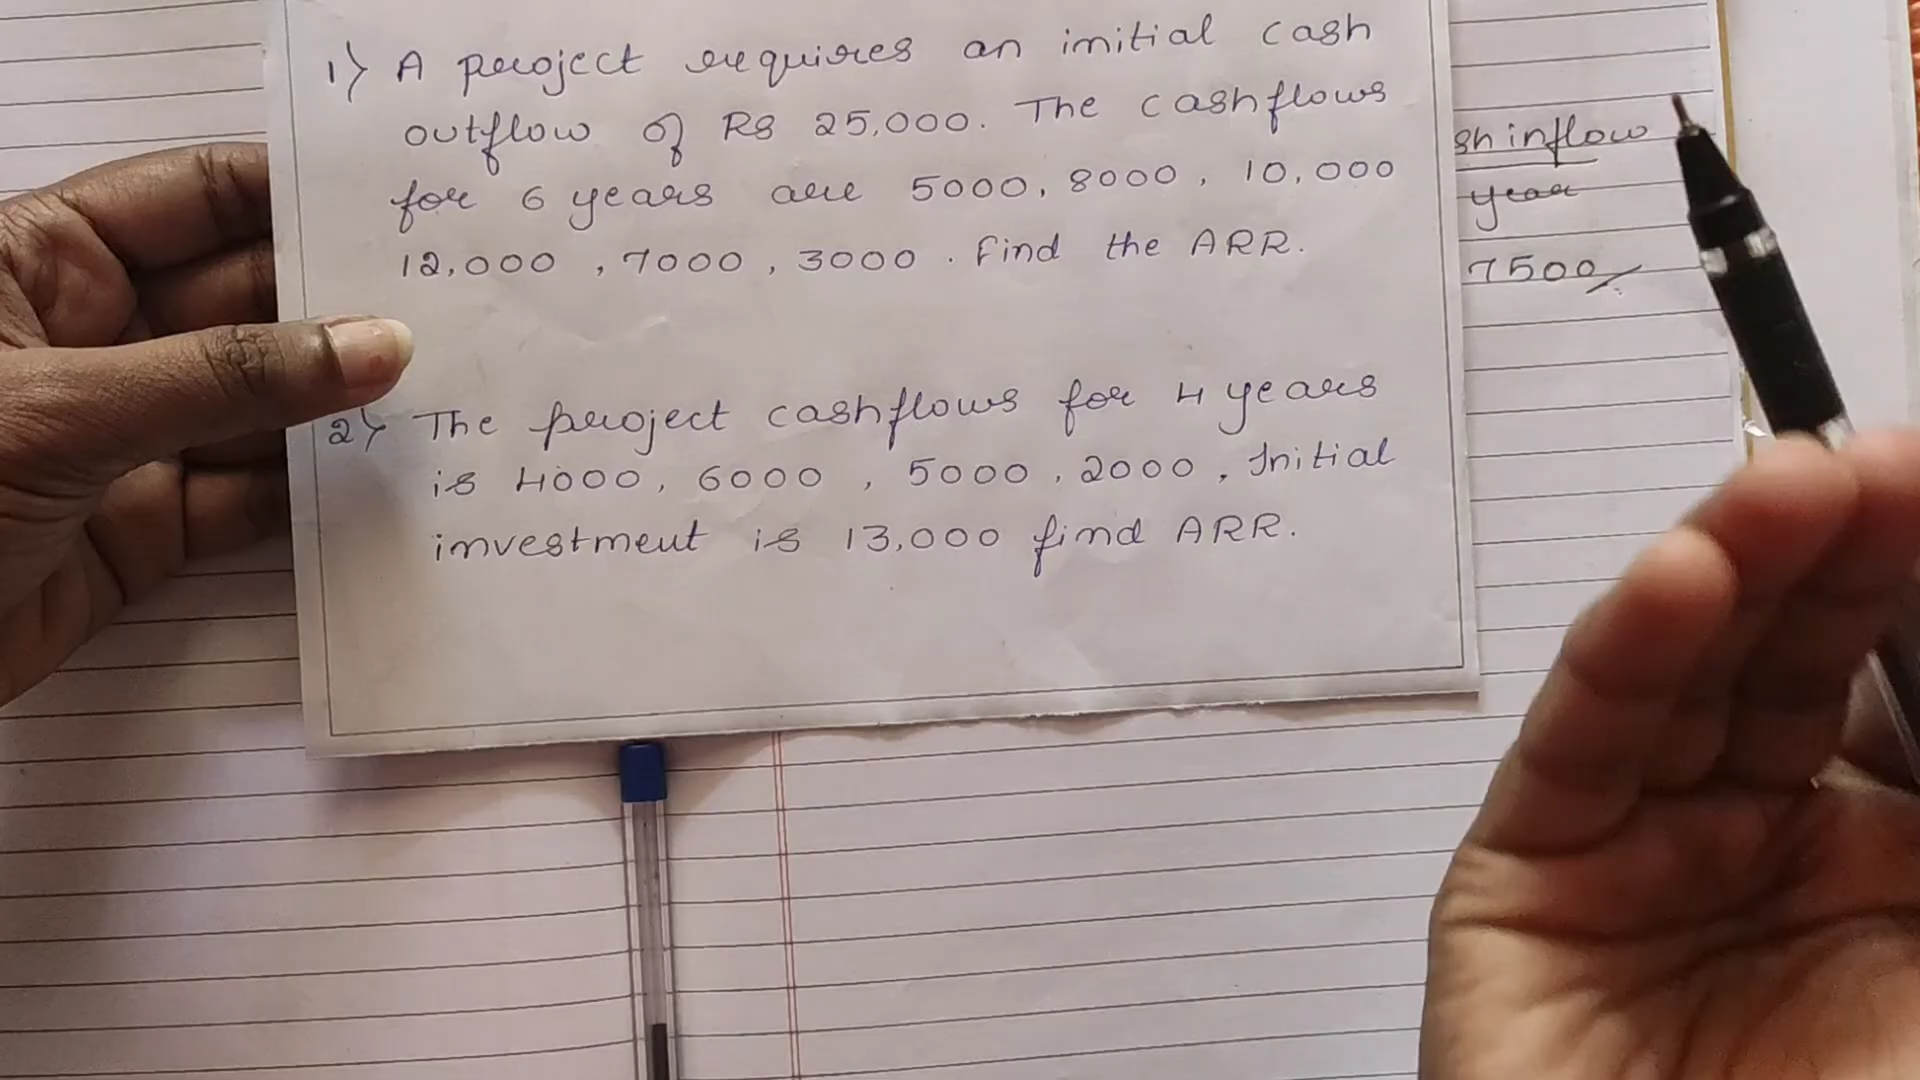 1) A project requires an initial cash
outflow of Rs 25,000. The cashflows
for 6 years are 5000, 8000, 10,000
12,000, 7000, 3000. Find the ARR.
2) The project cashflows for 4 years
is 4000, 6000, 5000, 2000, Initial
investment is 13,000 find ARR.
sh inflow
year
7500/